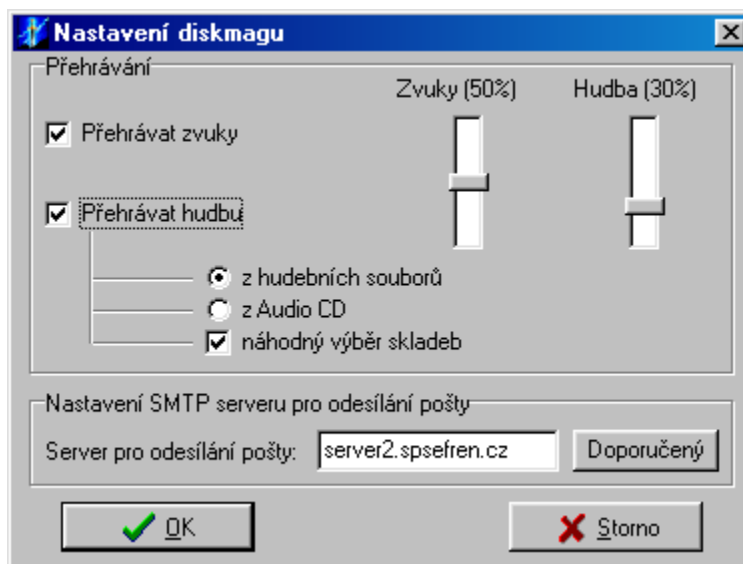 Nastavení diskmagu
Přehrávání
Zvuky (50%) Hudba (30%)
Přehrávat zvuky
Přehrávat hudbu
z hudebních souborů
z Audio CD
náhodný výběr skladeb
Nastavení SMTP serveru pro odesílání pošty
Server pro odesílání pošty: server2.spsefren.cz Doporučený
OK Storno